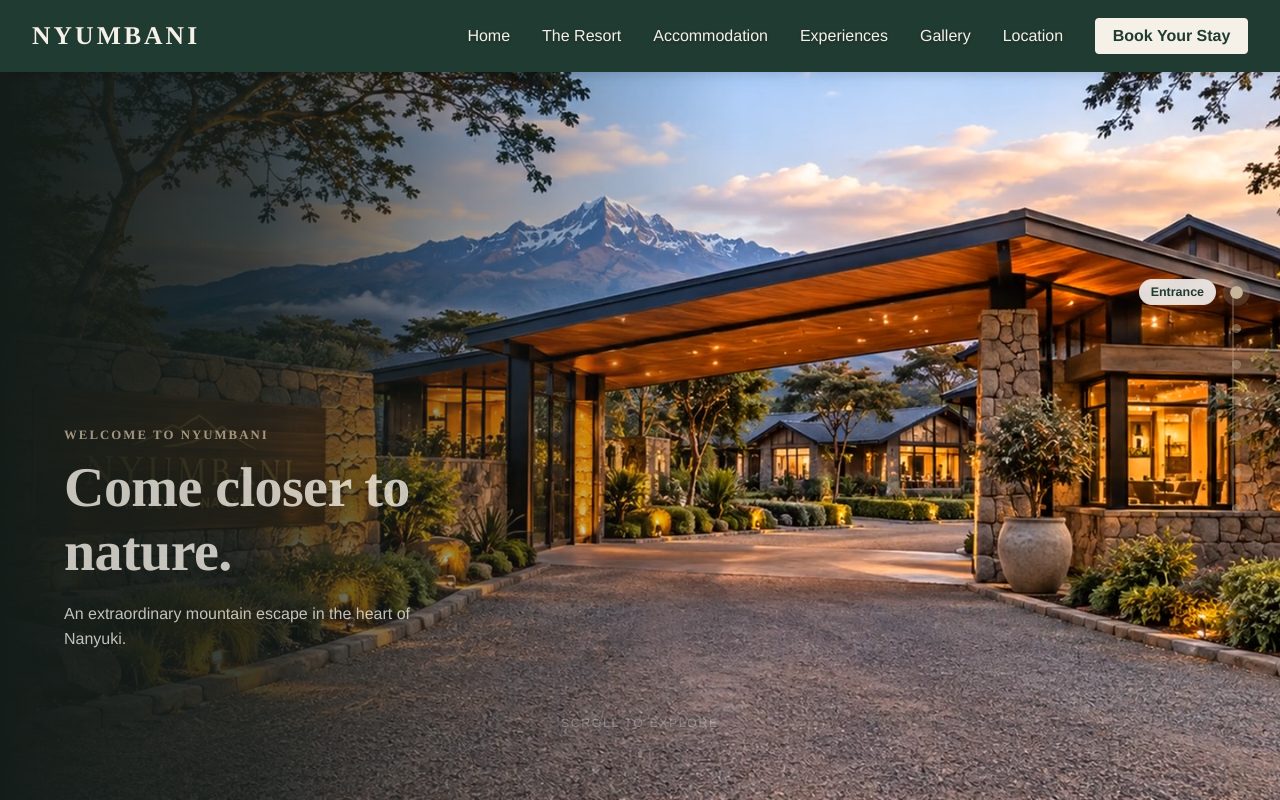 NYUMBANI
Home
The Resort
Accommodation
Experiences
Gallery
Location
Book Your Stay
Entrance
WELCOME TO NYUMBANI
NYUMBANI
Come closer to
nature.
An extraordinary mountain escape in the heart of
Nanyuki.
SCROLL TO EXPLORE